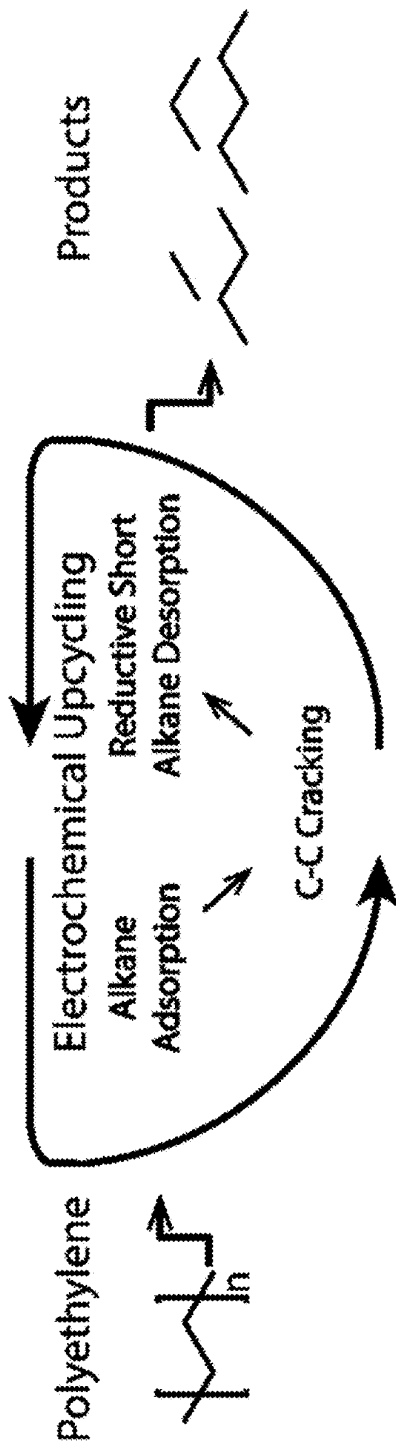 Polyethylene
n
Electrochemical Upcycling
Alkane
Adsorption
C-C Cracking
Reductive Short
Alkane Desorption
Products